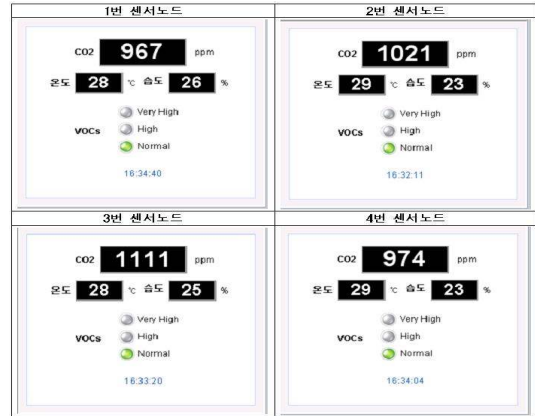 1번 센서노드
CO2 967 ppm
온도 28 ℃ 습도 26 %
Very High
VOCs High
Normal
16:34:40
2번 센서노드
CO2 1021 ppm
온도 29 ℃ 습도 23 %
Very High
VOCs High
Normal
16:32:11
3번 센서노드
CO2 1111 ppm
온도 28 ℃ 습도 25 %
Very High
VOCs High
Normal
16:33:20
4번 센서노드
CO2 974 ppm
온도 29 ℃ 습도 23 %
Very High
VOCs High
Normal
16:34:04